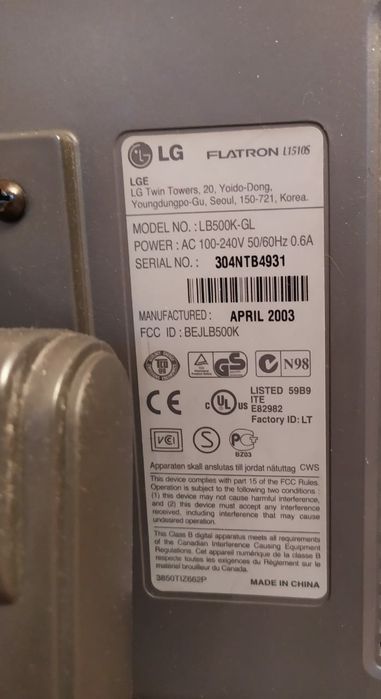 LG FLATRON L1510S
LGE
LG Twin Towers, 20, Yoido-Dong,
Youngdungpo-Gu, Seoul, 150-721, Korea.
MODEL NO. : LB500K-GL
POWER : AC 100-240V 50/60Hz 0.6A
SERIAL NO. : 304NTB4931
MANUFACTURED : APRIL 2003
FCC ID : BEJLB500K
GS N98
CE c UL US LISTED 59B9
ITE
E82982
Factory ID: LT
VCI S PC
BZ03
Apparaten skall anslutas till jordat nätuttag CWS
This device complies with part 15 of the FCC Rules.
Operation is subject to the following two conditions :
(1) this device may not cause harmful interference,
and (2) this device must accept any interference
received, including interference that may cause
undesired operation.
This Class B digital apparatus meets all requirements
of the Canadian Interference Causing Equipment
Regulations. Cet appareil numérique de la classe B
respecte toutes les exigences du Règlement sur le
matériel brouilleur du Canada.
3850TIZ662P MADE IN CHINA